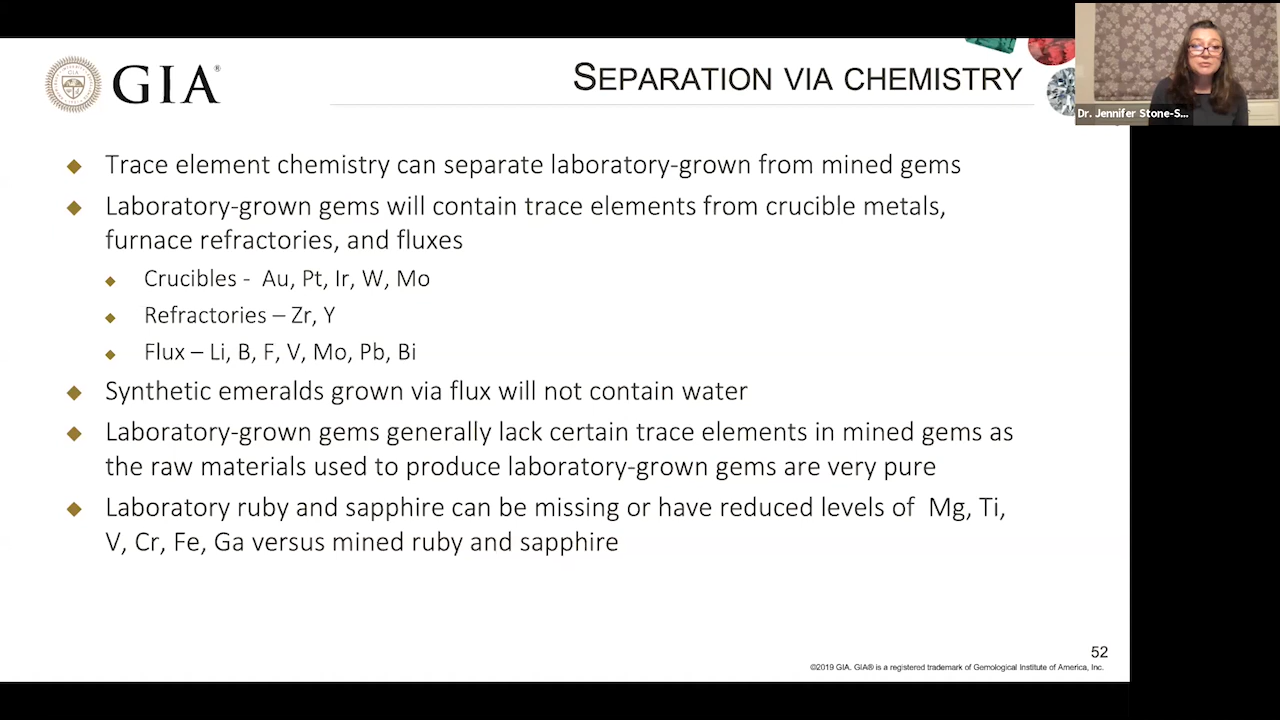 GIA®
SEPARATION VIA CHEMISTRY
Dr. Jennifer Stone-S...
Trace element chemistry can separate laboratory-grown from mined gems
Laboratory-grown gems will contain trace elements from crucible metals,
furnace refractories, and fluxes
Crucibles - Au, Pt, Ir, W, Mo
Refractories – Zr, Y
Flux – Li, B, F, V, Mo, Pb, Bi
Synthetic emeralds grown via flux will not contain water
Laboratory-grown gems generally lack certain trace elements in mined gems as
the raw materials used to produce laboratory-grown gems are very pure
Laboratory ruby and sapphire can be missing or have reduced levels of Mg, Ti,
V, Cr, Fe, Ga versus mined ruby and sapphire
52
©2019 GIA. GIA® is a registered trademark of Gemological Institute of America, Inc.